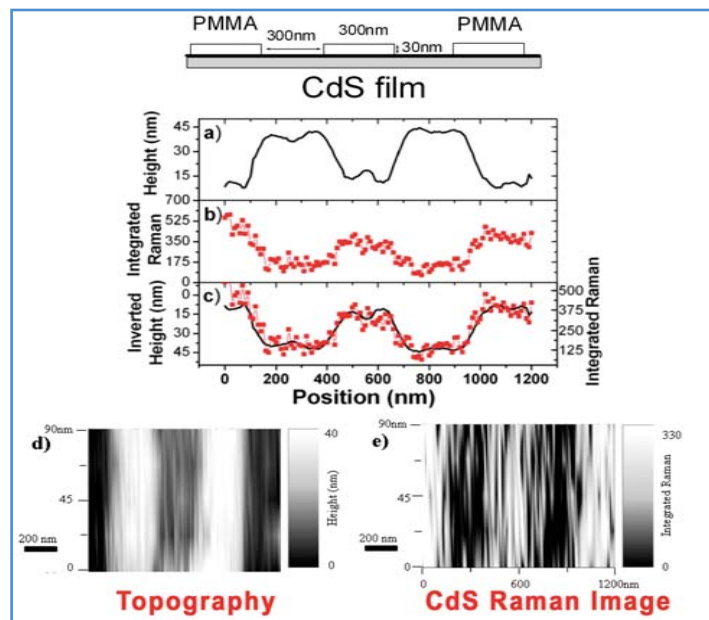 PMMA 300nm 300nm 30nm PMMA
CdS film
a)
Height (nm)
45
30
15
700
b)
Integrated
Raman
525
350
175
0
c)
Inverted
Height (nm)
0
15
30
45
500
375
250
125
Integrated Raman
0 200 400 600 800 1000 1200
Position (nm)
d)
90nm
45
0
200 nm
40
Height (nm)
0
e)
90nm
45
0
200 nm
0 600 1200nm
330
Integrated Raman
0
Topography
CdS Raman Image